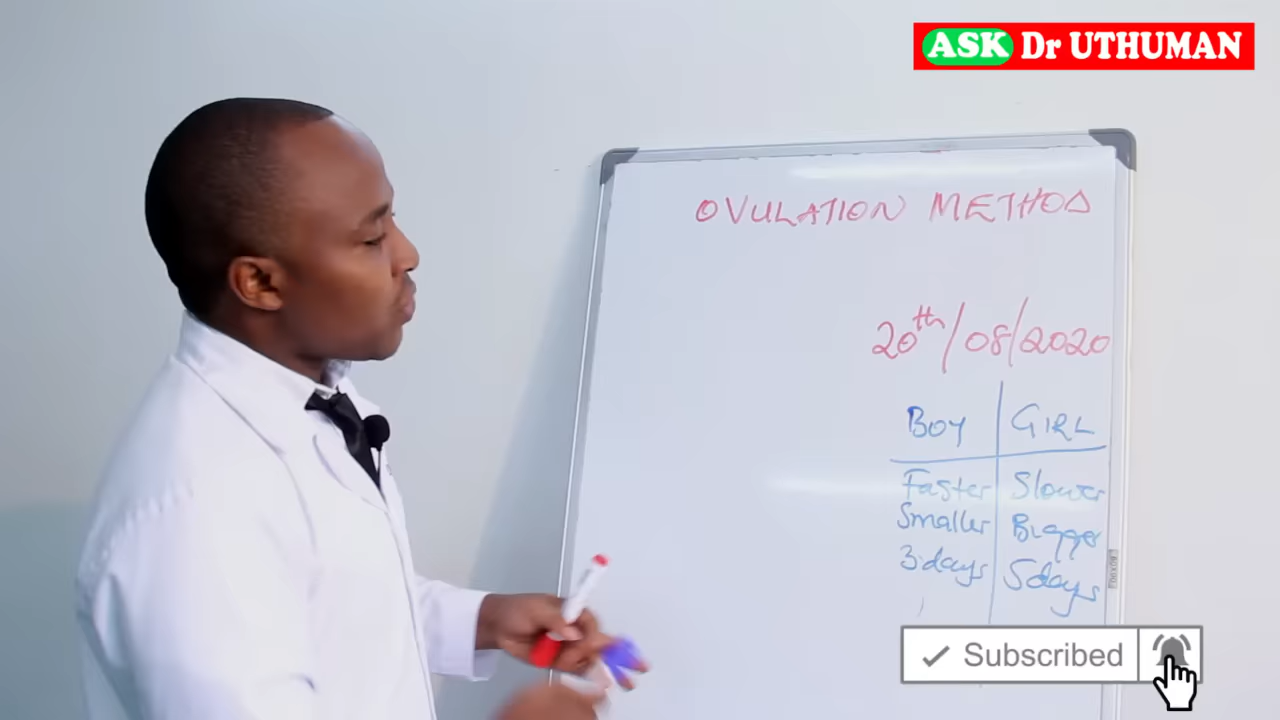 ASK Dr UTHUMAN
OVULATION METHOD
20th/08/2020
BOY GIRL
Faster Slower
Smaller Bigger
3days 5days
Subscribed